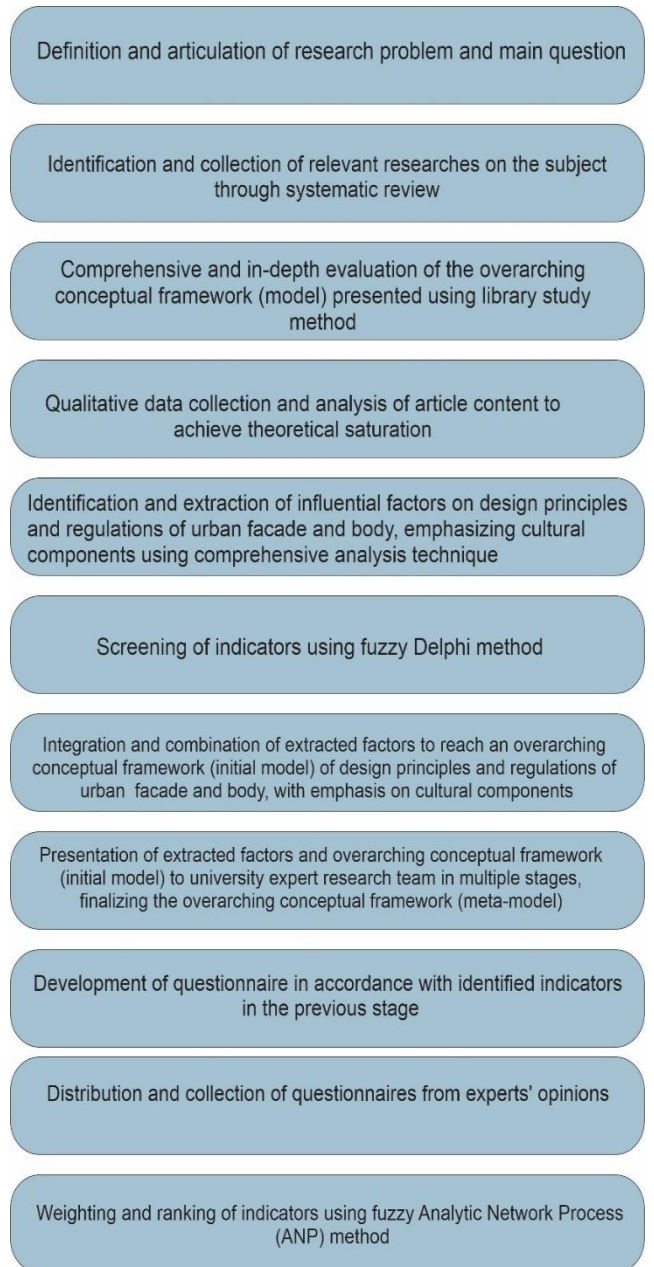 Definition and articulation of research problem and main question
Identification and collection of relevant researches on the subject
through systematic review
Comprehensive and in-depth evaluation of the overarching
conceptual framework (model) presented using library study
method
Qualitative data collection and analysis of article content to
achieve theoretical saturation
Identification and extraction of influential factors on design principles
and regulations of urban facade and body, emphasizing cultural
components using comprehensive analysis technique
Screening of indicators using fuzzy Delphi method
Integration and combination of extracted factors to reach an overarching
conceptual framework (initial model) of design principles and regulations of
urban facade and body, with emphasis on cultural components
Presentation of extracted factors and overarching conceptual framework
(initial model) to university expert research team in multiple stages,
finalizing the overarching conceptual framework (meta-model)
Development of questionnaire in accordance with identified indicators
in the previous stage
Distribution and collection of questionnaires from experts' opinions
Weighting and ranking of indicators using fuzzy Analytic Network Process
(ANP) method